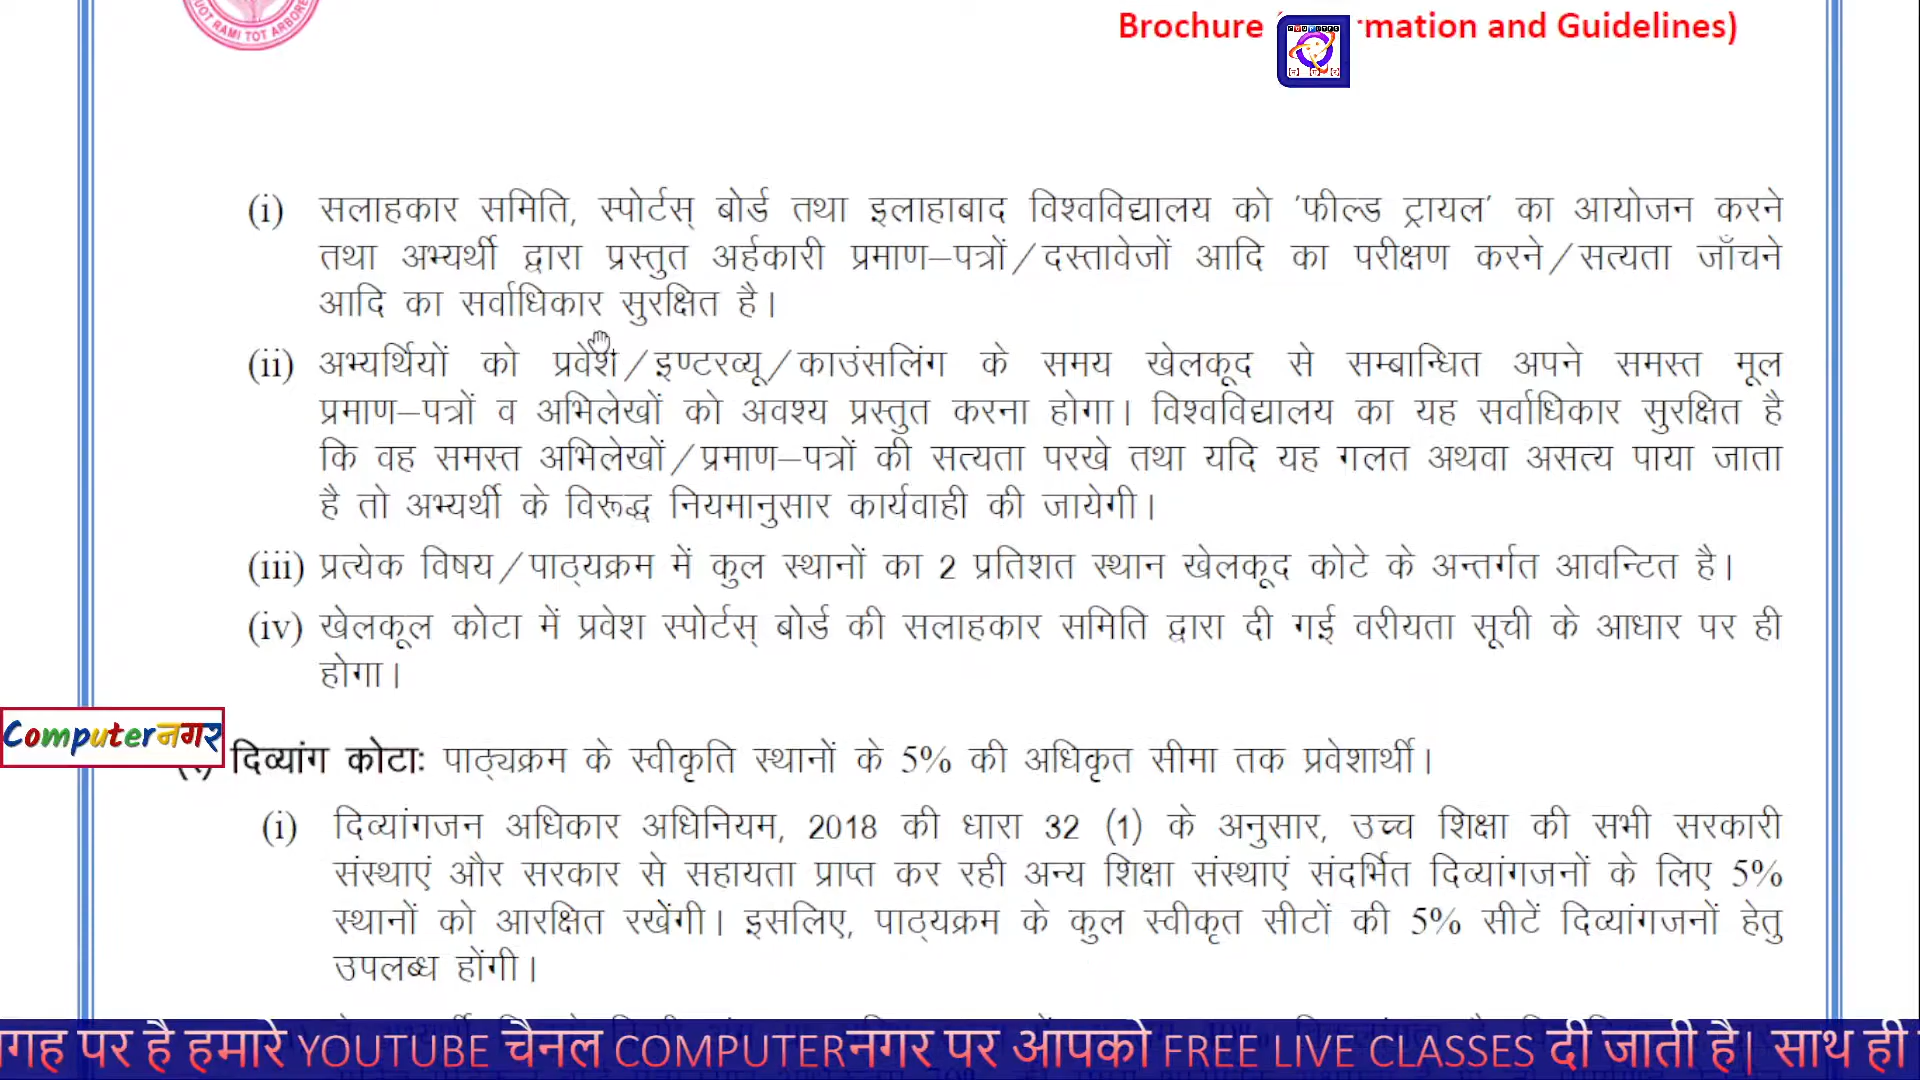 QUOT RAMI TOT ARBORES
Brochure rmation and Guidelines)
(i) सलाहकार समिति, स्पोर्टस् बोर्ड तथा इलाहाबाद विश्वविद्यालय को 'फील्ड ट्रायल' का आयोजन करने
तथा अभ्यर्थी द्वारा प्रस्तुत अर्हकारी प्रमाण–पत्रों/दस्तावेजों आदि का परीक्षण करने/सत्यता जाँचने
आदि का सर्वाधिकार सुरक्षित है।
(ii) अभ्यर्थियों को प्रवेश/इण्टरव्यू/काउंसलिंग के समय खेलकूद से सम्बान्धित अपने समस्त मूल
प्रमाण–पत्रों व अभिलेखों को अवश्य प्रस्तुत करना होगा। विश्वविद्यालय का यह सर्वाधिकार सुरक्षित है
कि वह समस्त अभिलेखों/प्रमाण–पत्रों की सत्यता परखे तथा यदि यह गलत अथवा असत्य पाया जाता
है तो अभ्यर्थी के विरूद्ध नियमानुसार कार्यवाही की जायेगी।
(iii) प्रत्येक विषय/पाठ्यक्रम में कुल स्थानों का 2 प्रतिशत स्थान खेलकूद कोटे के अन्तर्गत आवन्टित है।
(iv) खेलकूल कोटा में प्रवेश स्पोर्टस् बोर्ड की सलाहकार समिति द्वारा दी गई वरीयता सूची के आधार पर ही
होगा।
Computerनगर
दिव्यांग कोटाः पाठ्यक्रम के स्वीकृति स्थानों के 5% की अधिकृत सीमा तक प्रवेशार्थी।
(i) दिव्यांगजन अधिकार अधिनियम, 2018 की धारा 32 (1) के अनुसार, उच्च शिक्षा की सभी सरकारी
संस्थाएं और सरकार से सहायता प्राप्त कर रही अन्य शिक्षा संस्थाएं संदर्भित दिव्यांगजनों के लिए 5%
स्थानों को आरक्षित रखेंगी। इसलिए, पाठ्यक्रम के कुल स्वीकृत सीटों की 5% सीटें दिव्यांगजनों हेतु
उपलब्ध होंगी।
गह पर है हमारे YOUTUBE चैनल COMPUTERनगर पर आपको FREE LIVE CLASSES दी जाती है। साथ ही